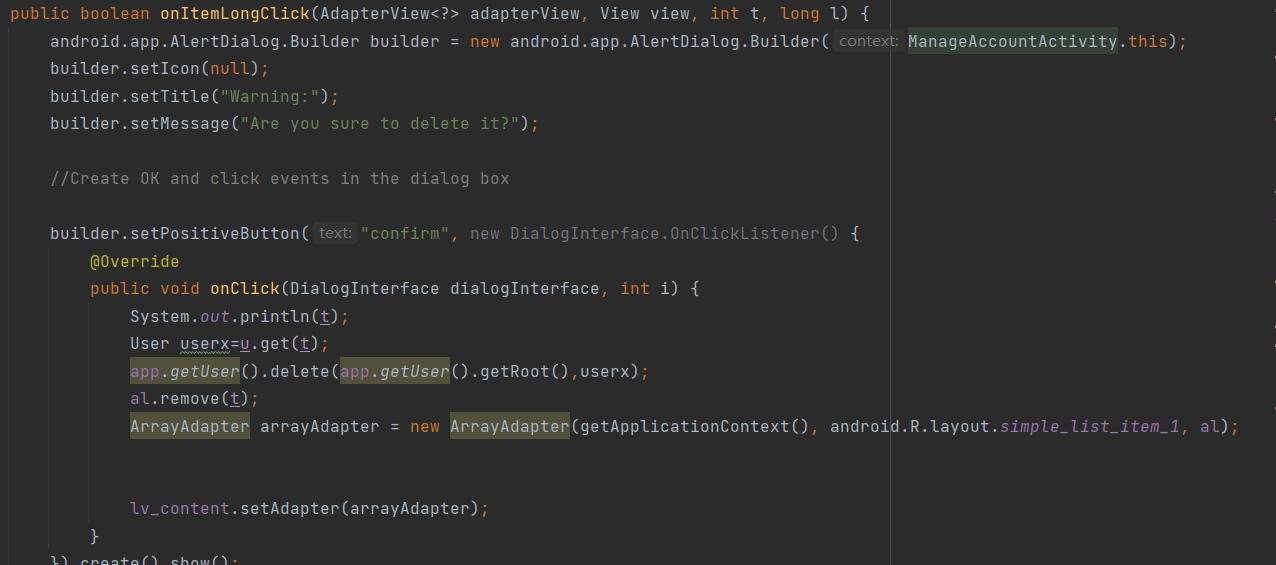 public boolean onItemLongClick(AdapterView<?> adapterView, View view, int t, long l) {
android.app.AlertDialog.Builder builder = new android.app.AlertDialog.Builder( context: ManageAccountActivity.this);
builder.setIcon(null);
builder.setTitle("Warning:");
builder.setMessage("Are you sure to delete it?");
//Create OK and click events in the dialog box
builder.setPositiveButton( text: "confirm", new DialogInterface.OnClickListener() {
@Override
public void onClick(DialogInterface dialogInterface, int i) {
System.out.println(t);
User userx=u.get(t);
app.getUser().delete(app.getUser().getRoot(),userx);
al.remove(t);
ArrayAdapter arrayAdapter = new ArrayAdapter(getApplicationContext(), android.R.layout.simple_list_item_1, al);
lv_content.setAdapter(arrayAdapter);
}
}).create().show();